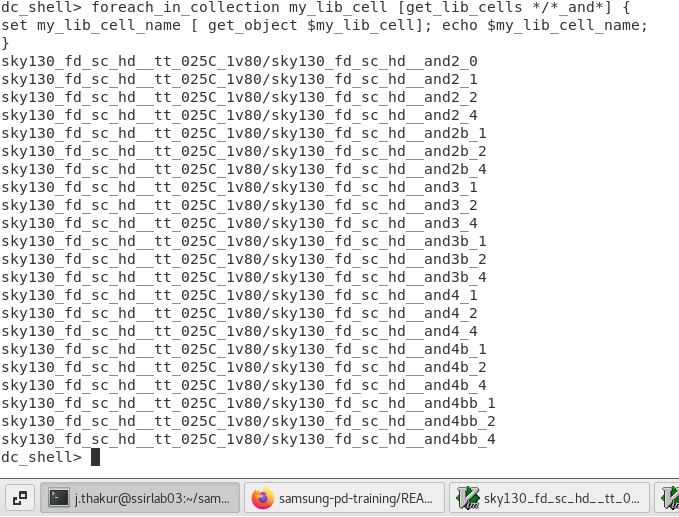 dc_shell> foreach_in_collection my_lib_cell [get_lib_cells */*_and*] {
set my_lib_cell_name [ get_object $my_lib_cell]; echo $my_lib_cell_name;
}
sky130_fd_sc_hd__tt_025C_1v80/sky130_fd_sc_hd__and2_0
sky130_fd_sc_hd__tt_025C_1v80/sky130_fd_sc_hd__and2_1
sky130_fd_sc_hd__tt_025C_1v80/sky130_fd_sc_hd__and2_2
sky130_fd_sc_hd__tt_025C_1v80/sky130_fd_sc_hd__and2_4
sky130_fd_sc_hd__tt_025C_1v80/sky130_fd_sc_hd__and2b_1
sky130_fd_sc_hd__tt_025C_1v80/sky130_fd_sc_hd__and2b_2
sky130_fd_sc_hd__tt_025C_1v80/sky130_fd_sc_hd__and2b_4
sky130_fd_sc_hd__tt_025C_1v80/sky130_fd_sc_hd__and3_1
sky130_fd_sc_hd__tt_025C_1v80/sky130_fd_sc_hd__and3_2
sky130_fd_sc_hd__tt_025C_1v80/sky130_fd_sc_hd__and3_4
sky130_fd_sc_hd__tt_025C_1v80/sky130_fd_sc_hd__and3b_1
sky130_fd_sc_hd__tt_025C_1v80/sky130_fd_sc_hd__and3b_2
sky130_fd_sc_hd__tt_025C_1v80/sky130_fd_sc_hd__and3b_4
sky130_fd_sc_hd__tt_025C_1v80/sky130_fd_sc_hd__and4_1
sky130_fd_sc_hd__tt_025C_1v80/sky130_fd_sc_hd__and4_2
sky130_fd_sc_hd__tt_025C_1v80/sky130_fd_sc_hd__and4_4
sky130_fd_sc_hd__tt_025C_1v80/sky130_fd_sc_hd__and4b_1
sky130_fd_sc_hd__tt_025C_1v80/sky130_fd_sc_hd__and4b_2
sky130_fd_sc_hd__tt_025C_1v80/sky130_fd_sc_hd__and4b_4
sky130_fd_sc_hd__tt_025C_1v80/sky130_fd_sc_hd__and4bb_1
sky130_fd_sc_hd__tt_025C_1v80/sky130_fd_sc_hd__and4bb_2
sky130_fd_sc_hd__tt_025C_1v80/sky130_fd_sc_hd__and4bb_4
dc_shell>
j.thakur@ssirlab03:~/sam... samsung-pd-training/REA... sky130_fd_sc_hd__tt_0...